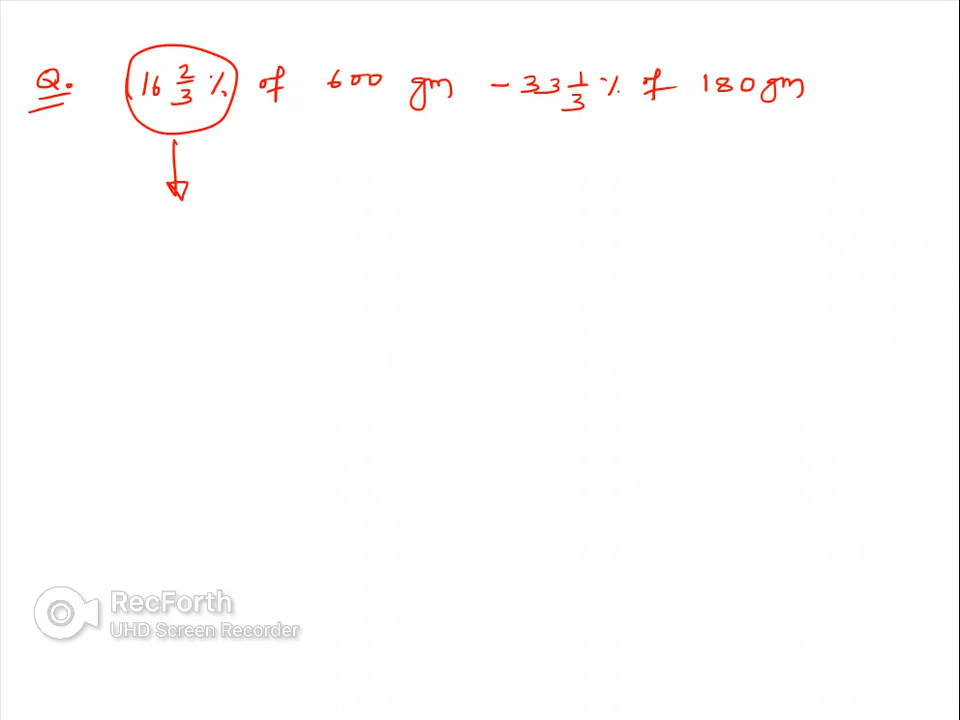 Q. 16 2/3 % of 600 gm - 33 1/3 % of 180 gm
RecForth
UHD Screen Recorder